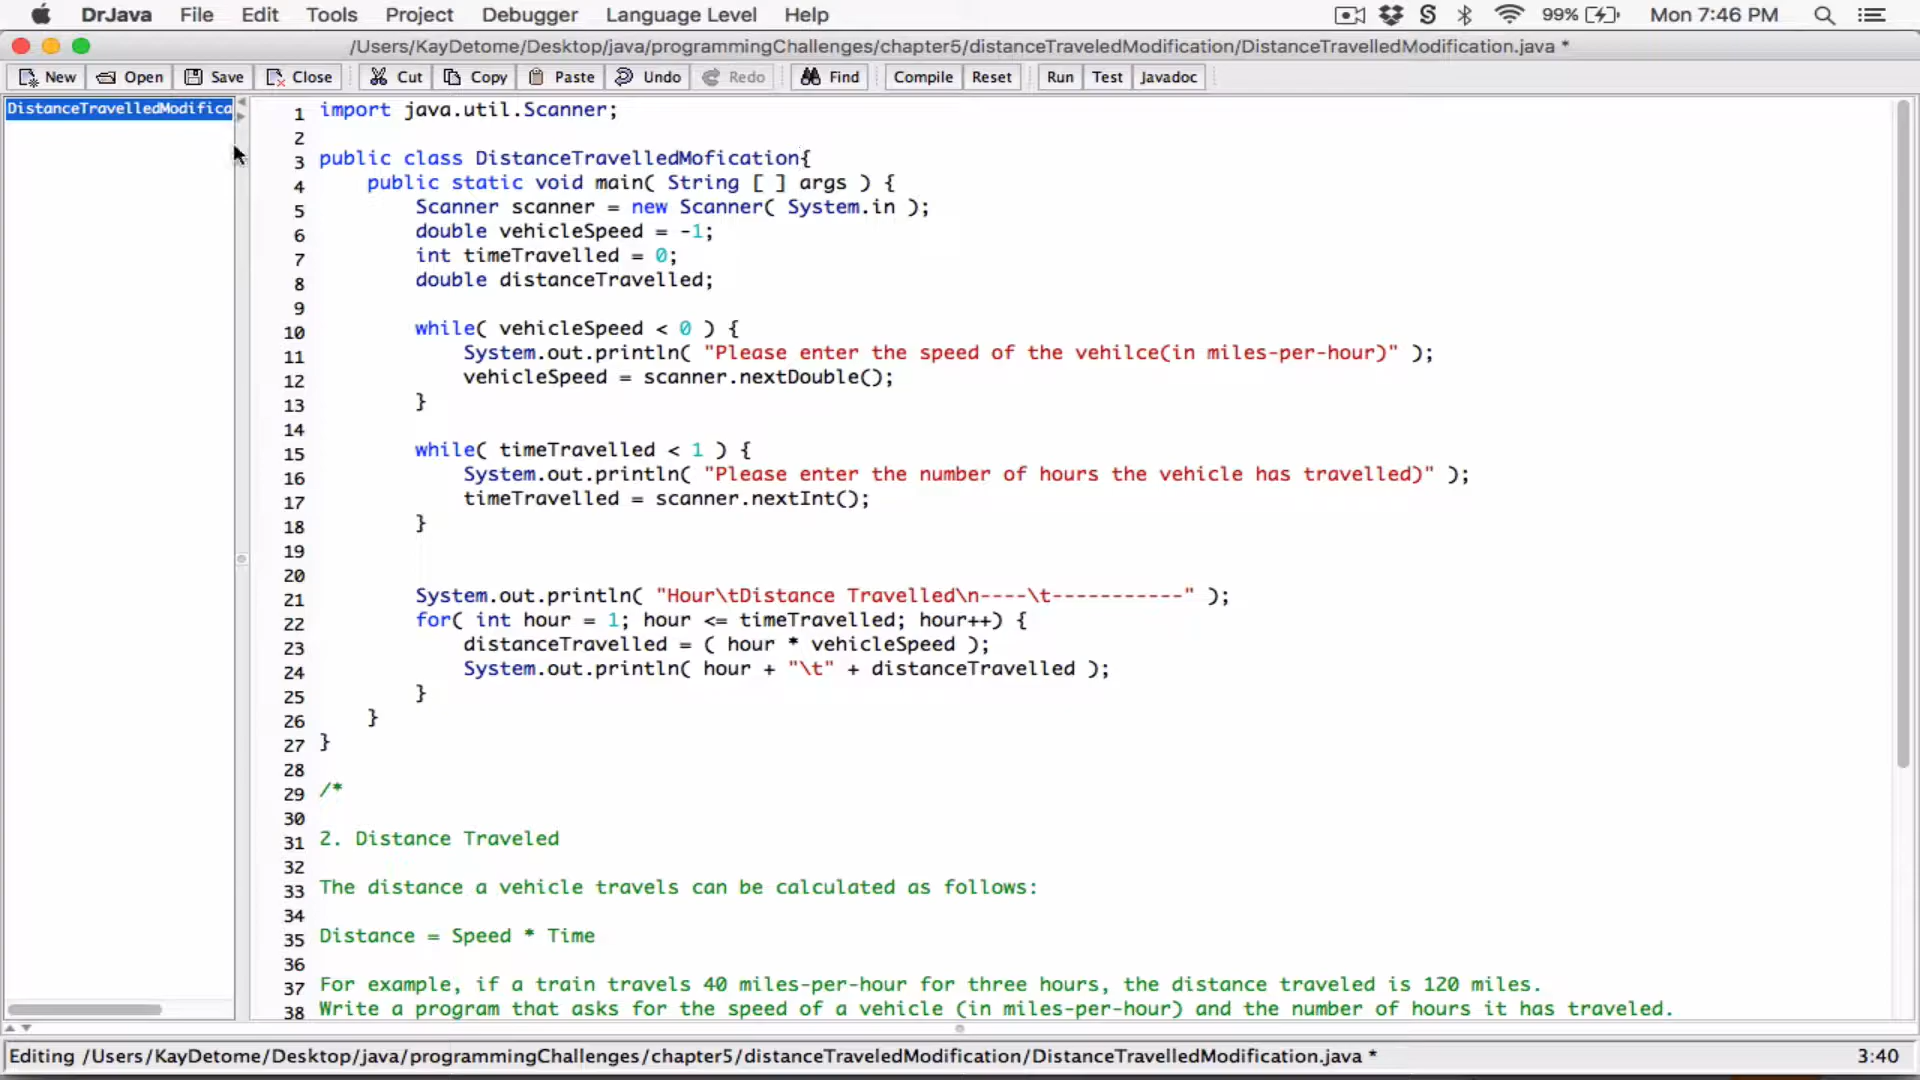 DrJava File Edit Tools Project Debugger Language Level Help 99% Mon 7:46 PM
/Users/KayDetome/Desktop/java/programmingChallenges/chapter5/distanceTraveledModification/DistanceTravelledModification.java *
New Open Save Close Cut Copy Paste Undo Redo Find Compile Reset Run Test Javadoc
DistanceTravelledModifica
1 import java.util.Scanner;
2
3 public class DistanceTravelledMofication{
4 public static void main( String [ ] args ) {
5 Scanner scanner = new Scanner( System.in );
6 double vehicleSpeed = -1;
7 int timeTravelled = 0;
8 double distanceTravelled;
9
10 while( vehicleSpeed < 0 ) {
11 System.out.println( "Please enter the speed of the vehilce(in miles-per-hour)" );
12 vehicleSpeed = scanner.nextDouble();
13 }
14
15 while( timeTravelled < 1 ) {
16 System.out.println( "Please enter the number of hours the vehicle has travelled)" );
17 timeTravelled = scanner.nextInt();
18 }
19
20
21 System.out.println( "Hour\tDistance Travelled\n----\t-----------" );
22 for( int hour = 1; hour <= timeTravelled; hour++) {
23 distanceTravelled = ( hour * vehicleSpeed );
24 System.out.println( hour + "\t" + distanceTravelled );
25 }
26 }
27 }
28
29 /*
30
31 2. Distance Traveled
32
33 The distance a vehicle travels can be calculated as follows:
34
35 Distance = Speed * Time
36
37 For example, if a train travels 40 miles-per-hour for three hours, the distance traveled is 120 miles.
38 Write a program that asks for the speed of a vehicle (in miles-per-hour) and the number of hours it has traveled.
Editing /Users/KayDetome/Desktop/java/programmingChallenges/chapter5/distanceTraveledModification/DistanceTravelledModification.java * 3:40